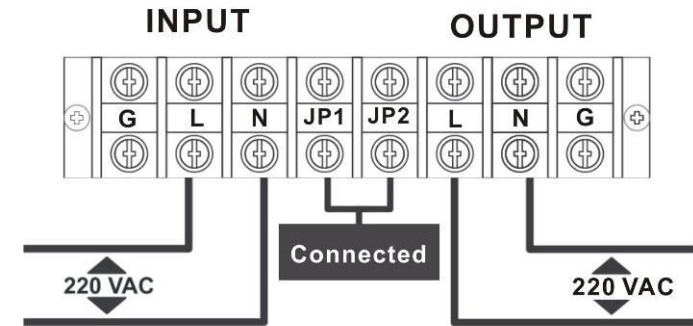 INPUT OUTPUT
G L N JP1 JP2 L N G
Connected
220 VAC 220 VAC